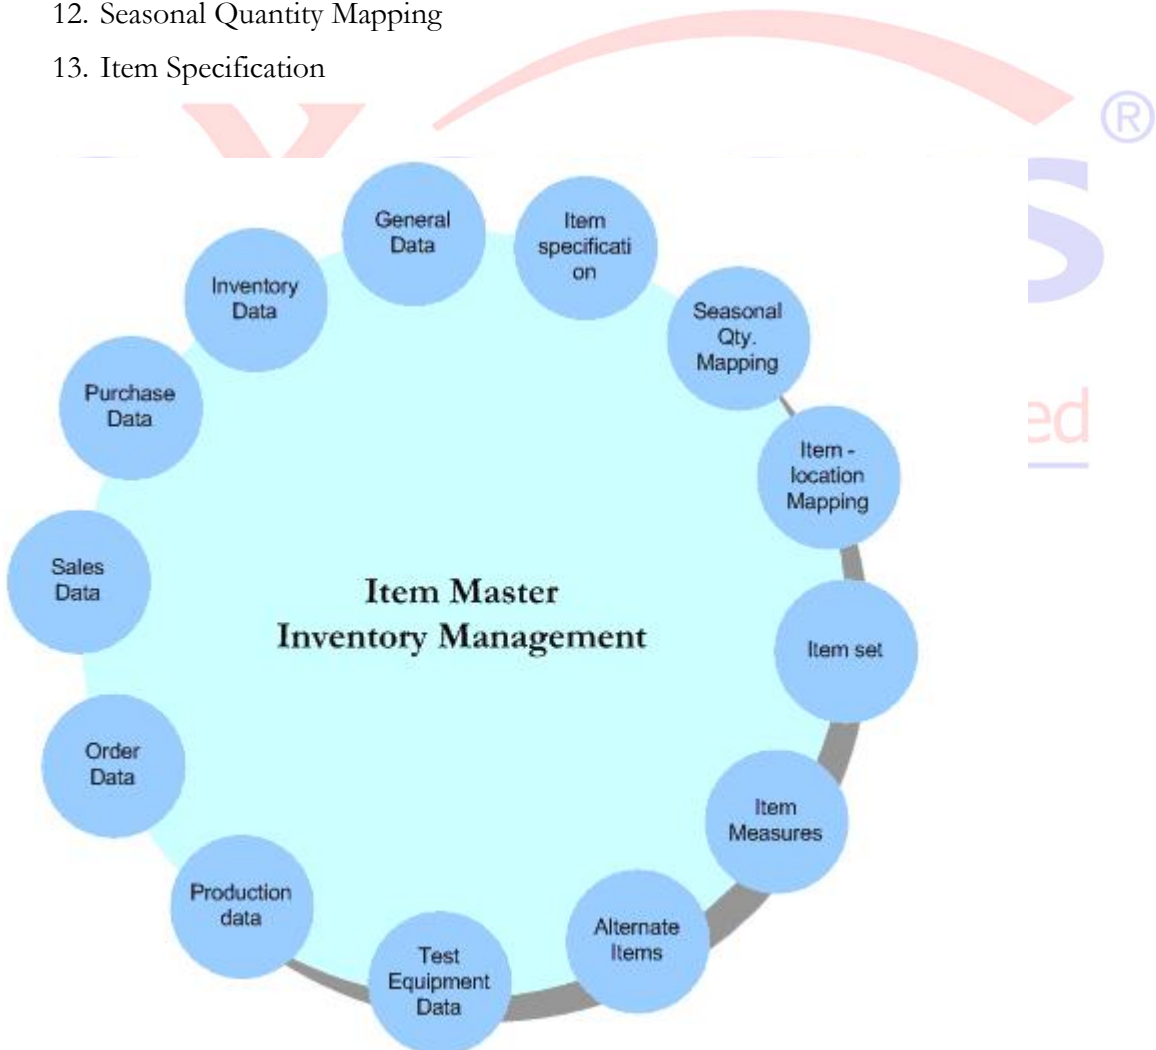 12. Seasonal Quantity Mapping
13. Item Specification
®
S
ed
General
Data
Item
specificati
on
Inventory
Data
Seasonal
Qty.
Mapping
Purchase
Data
Item -
location
Mapping
Sales
Data
Item Master
Inventory Management
Item set
Order
Data
Item
Measures
Production
data
Alternate
Items
Test
Equipment
Data